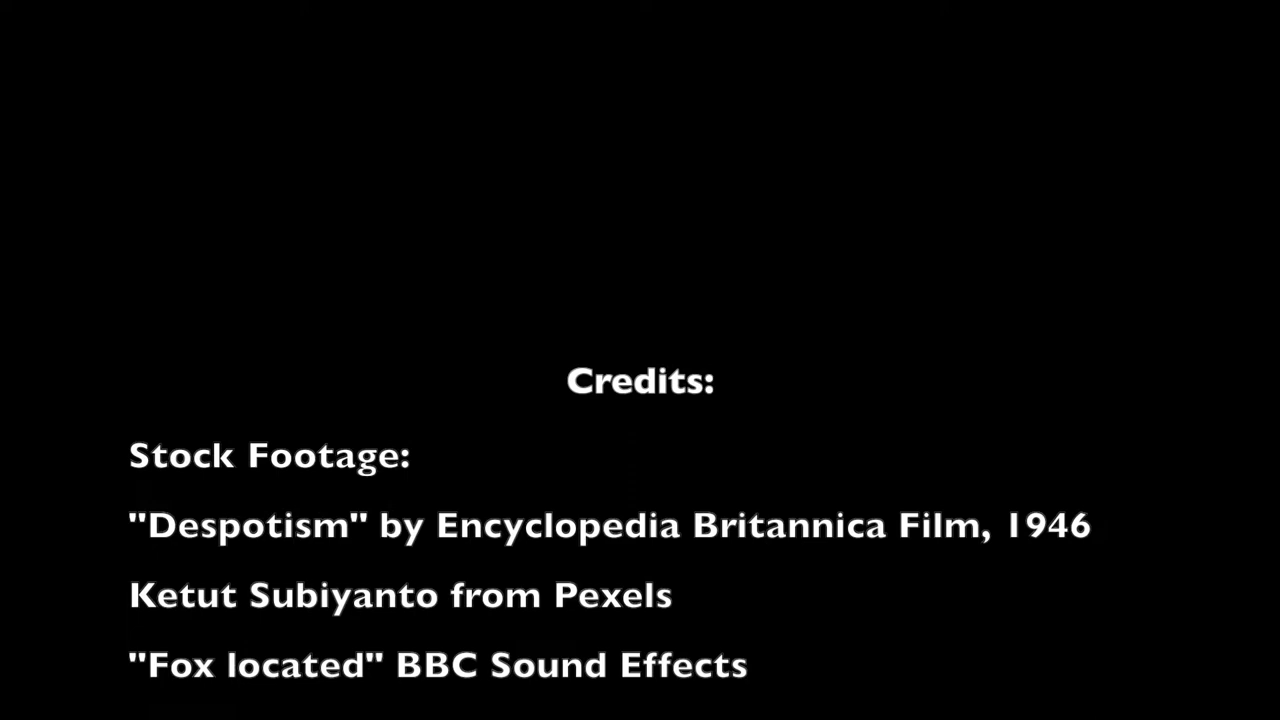 Credits:
Stock Footage:
"Despotism" by Encyclopedia Britannica Film, 1946
Ketut Subiyanto from Pexels
"Fox located" BBC Sound Effects